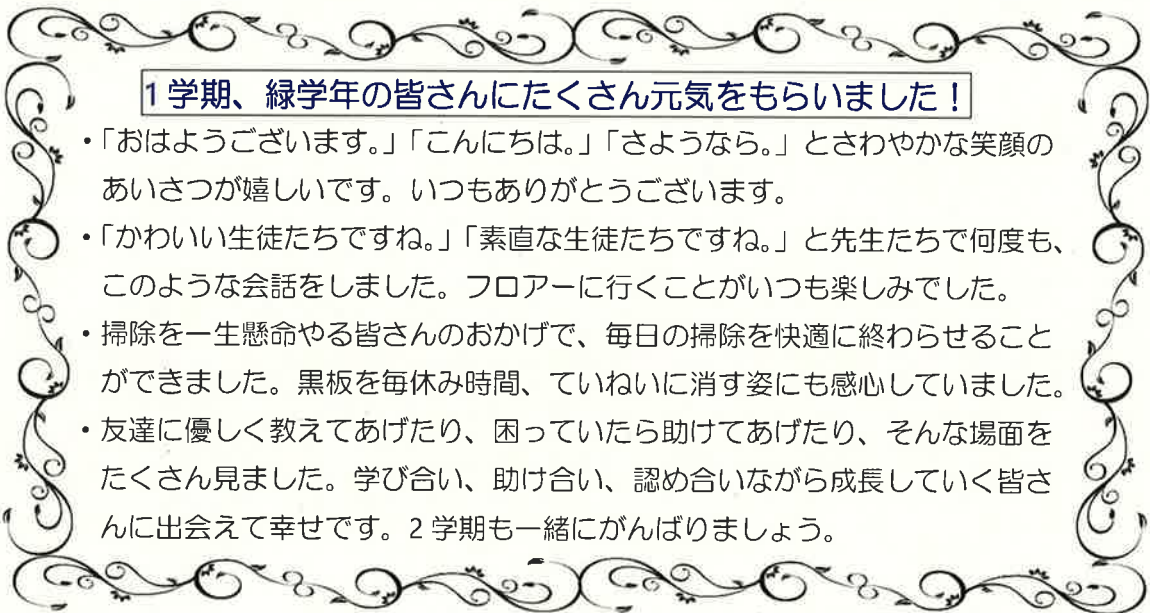 1学期、緑学年の皆さんにたくさん元気をもらいました！
・「おはようございます。」「こんにちは。」「さようなら。」とさわやかな笑顔の
あいさつが嬉しいです。いつもありがとうございます。
・「かわいい生徒たちですね。」「素直な生徒たちですね。」と先生たちで何度も、
このような会話をしました。フロアーに行くことがいつも楽しみでした。
・掃除を一生懸命やる皆さんのおかげで、毎日の掃除を快適に終わらせること
ができました。黒板を毎休み時間、ていねいに消す姿にも感心していました。
・友達に優しく教えてあげたり、困っていたら助けてあげたり、そんな場面を
たくさん見ました。学び合い、助け合い、認め合いながら成長していく皆さ
んに出会えて幸せです。2学期も一緒にがんばりましょう。